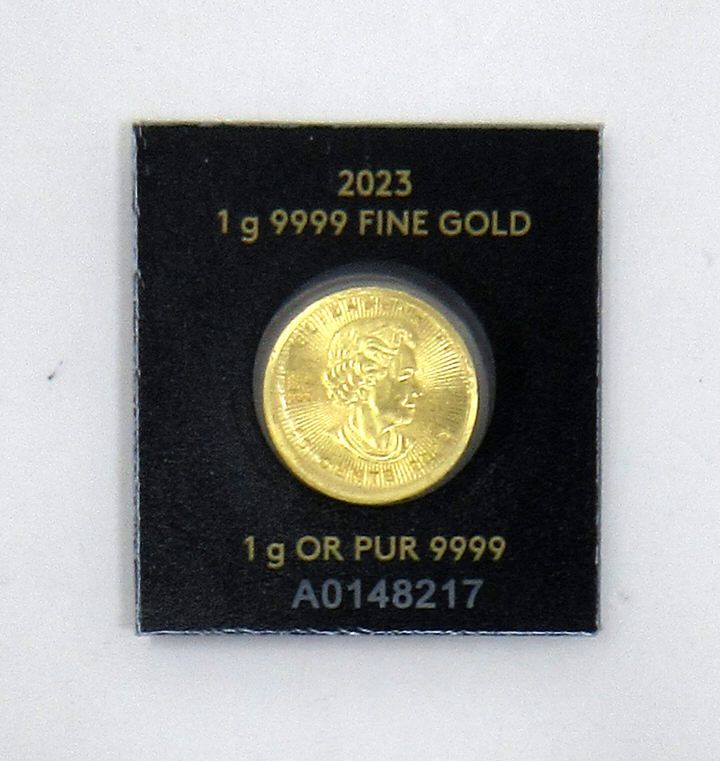 2023
1 g 9999 FINE GOLD
1 g OR PUR 9999
A0148217